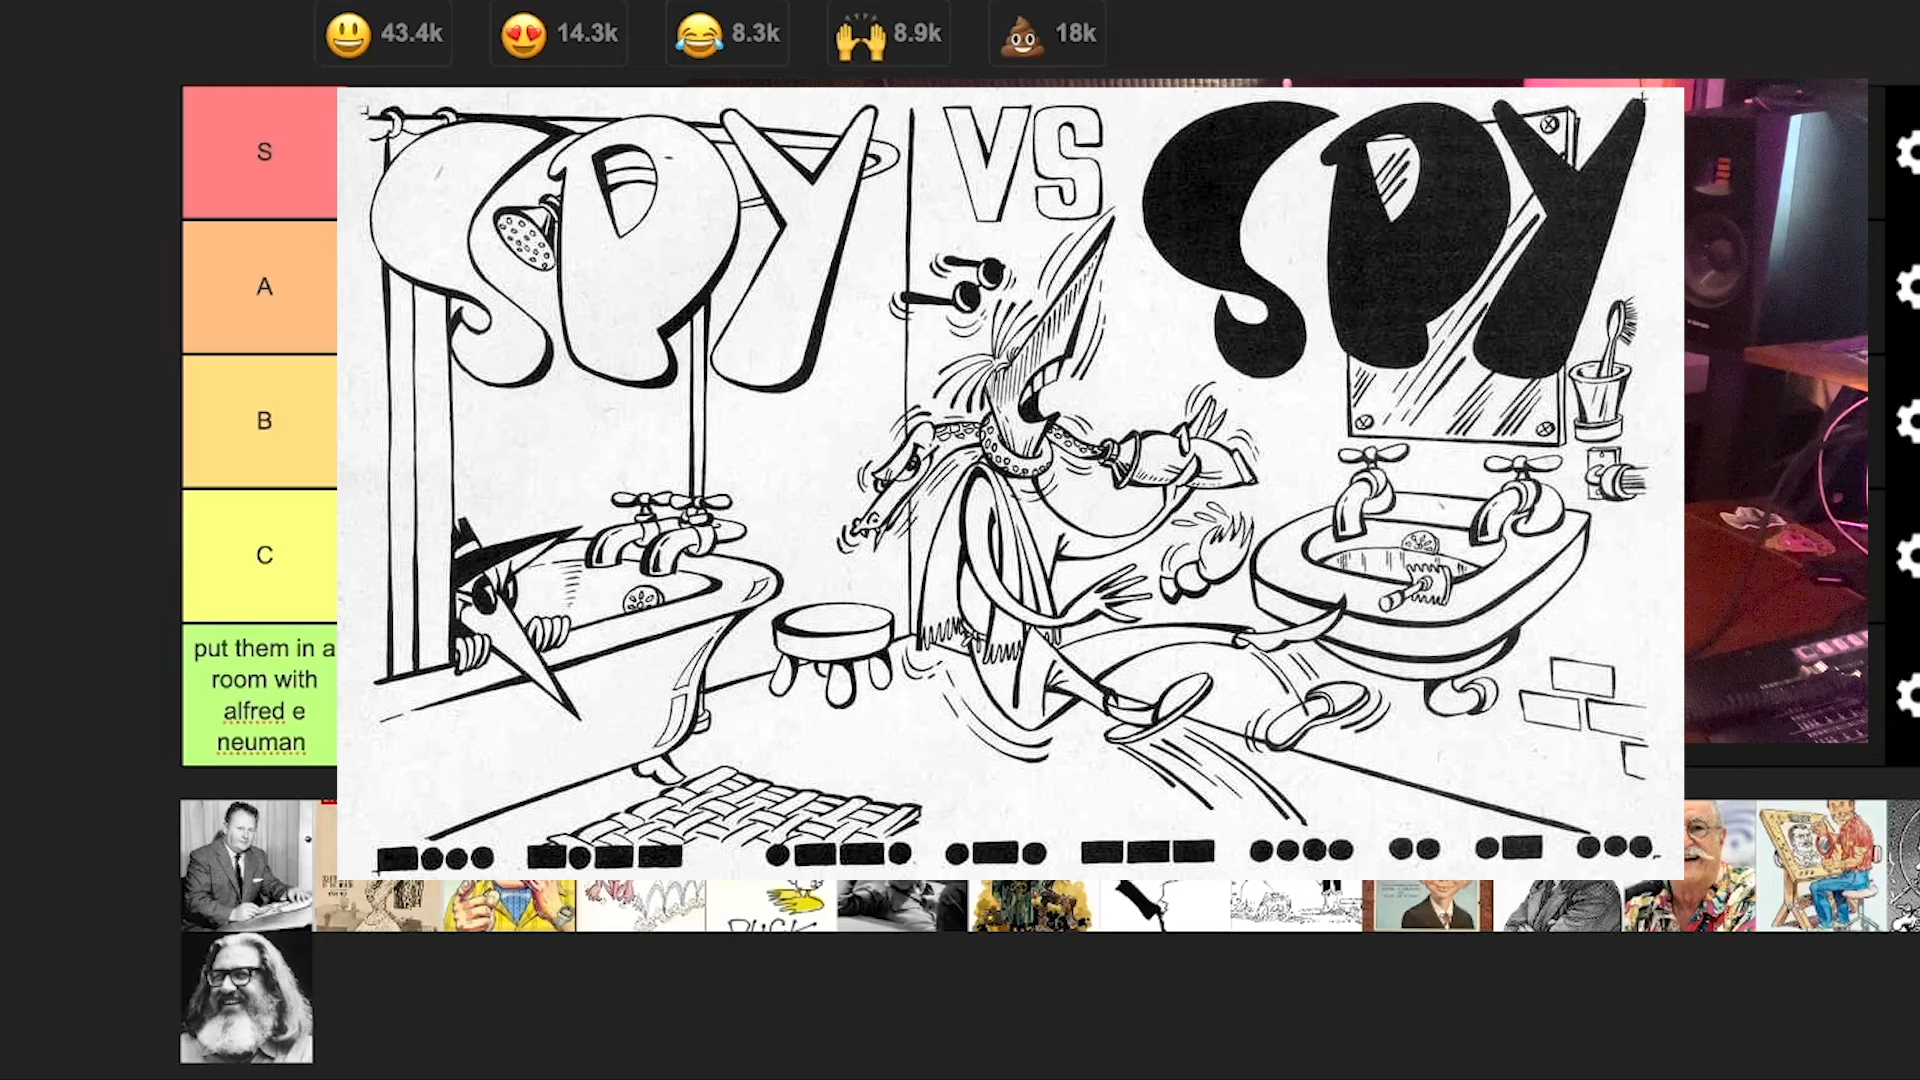 43.4k
14.3k
8.3k
8.9k
18k
SPY VS SPY
S
A
B
C
put them in a
room with
alfred e
neuman